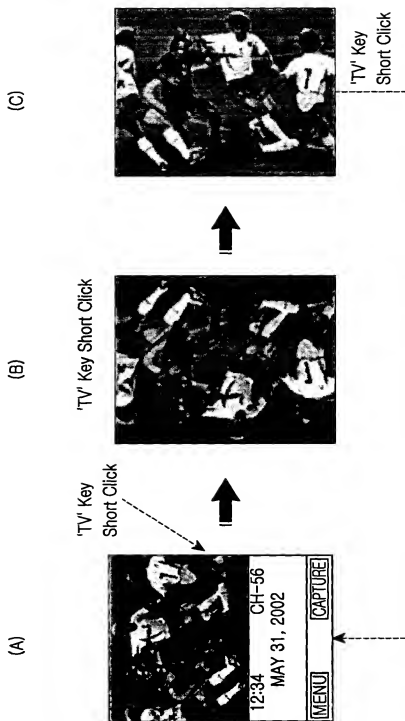 (A)
(B)
(C)
'TV' Key
Short Click
'TV' Key Short Click
'TV' Key
Short Click
12:34 CH-56
MAY 31, 2002
MENU CAPTURE